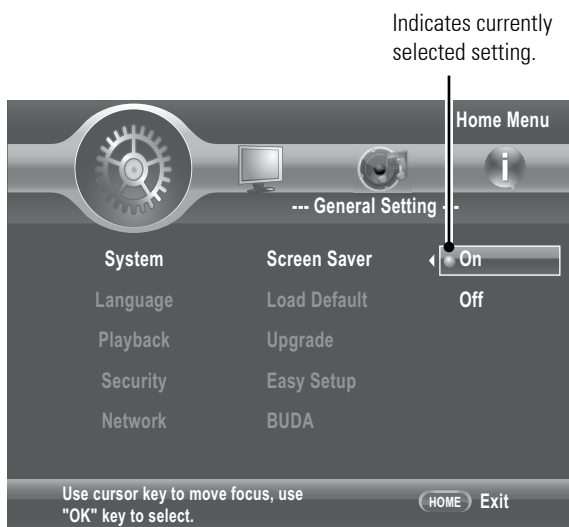 Indicates currently
selected setting.
Home Menu
--- General Setting ---
System
Screen Saver
On
Language
Load Default
Off
Playback
Upgrade
Security
Easy Setup
Network
BUDA
Use cursor key to move focus, use
"OK" key to select.
HOME Exit